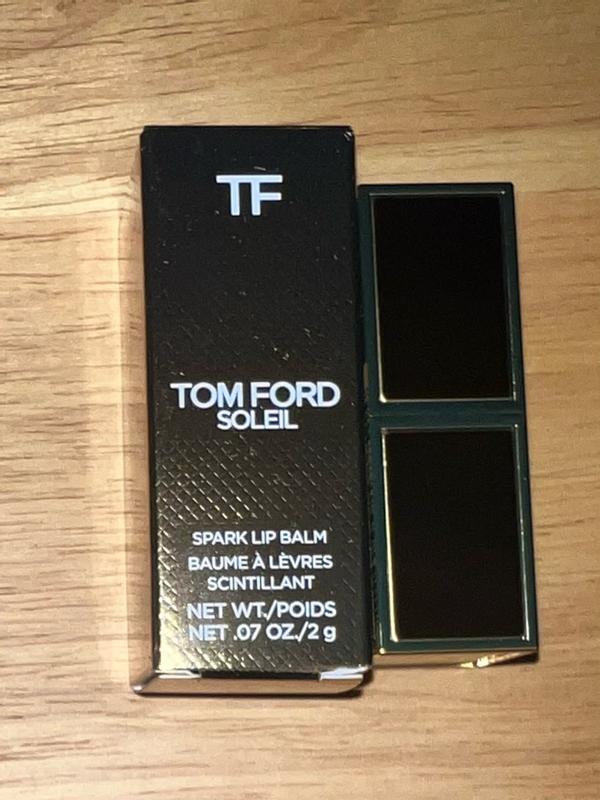 TF
TOM FORD
SOLEIL
SPARK LIP BALM
BAUME À LÈVRES
SCINTILLANT
NET WT./POIDS
NET .07 OZ./2 g